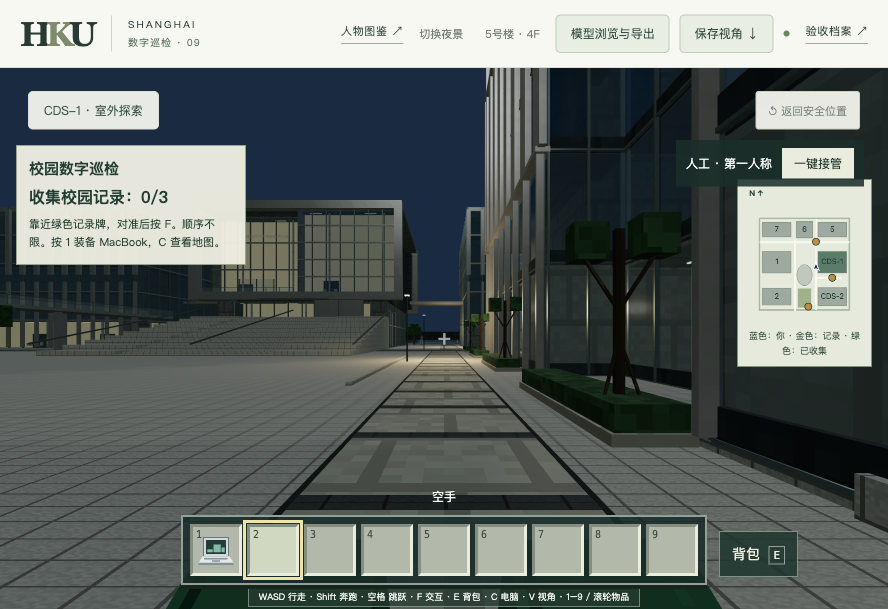 HKU
SHANGHAI
数字巡检 · 09
人物图鉴 ↗
切换夜景
5号楼 · 4F
模型浏览与导出
保存视角 ↓
验收档案 ↗
CDS–1 · 室外探索
返回安全位置
校园数字巡检
收集校园记录：0/3
靠近绿色记录牌，对准后按 F。顺序不
限。按 1 装备 MacBook，C 查看地图。
人工 · 第一人称
一键接管
N ↑
7
6
5
1
CDS-1
2
CDS-2
蓝色：你 · 金色：记录 · 绿
色：已收集
空手
1
2
3
4
5
6
7
8
9
背包 E
WASD 行走 · Shift 奔跑 · 空格 跳跃 · F 交互 · E 背包 · C 电脑 · V 视角 · 1–9 / 滚轮物品